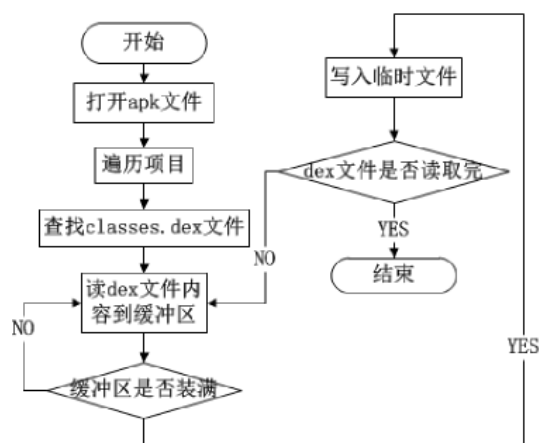 开始
打开apk文件
遍历项目
查找classes.dex文件
读dex文件内
容到缓冲区
NO
缓冲区是否装满
写入临时文件
dex文件是否读取完
NO
YES
结束
YES